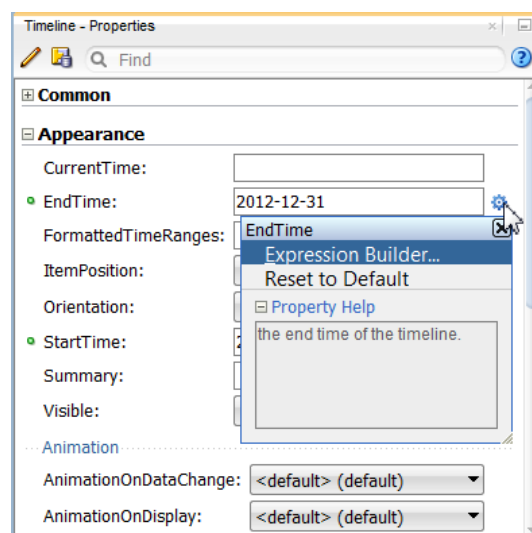 Timeline - Properties
Find
Common
Appearance
CurrentTime:
EndTime: 2012-12-31
FormattedTimeRanges:
EndTime
Expression Builder...
Reset to Default
Property Help
the end time of the timeline.
ItemPosition:
Orientation:
StartTime:
Summary:
Visible:
Animation
AnimationOnDataChange: <default> (default)
AnimationOnDisplay: <default> (default)